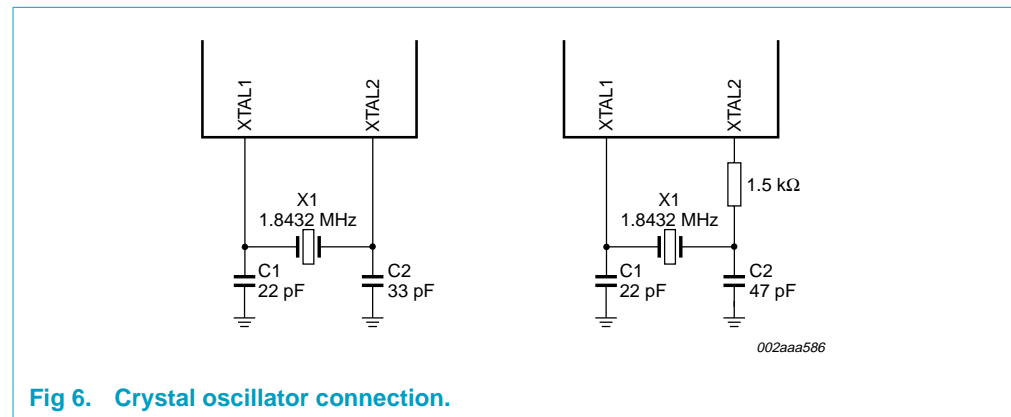 XTAL1
XTAL2
X1
1.8432 MHz
C1
22 pF
C2
33 pF
XTAL1
XTAL2
1.5 kΩ
X1
1.8432 MHz
C1
22 pF
C2
47 pF
002aaa586
Fig 6. Crystal oscillator connection.